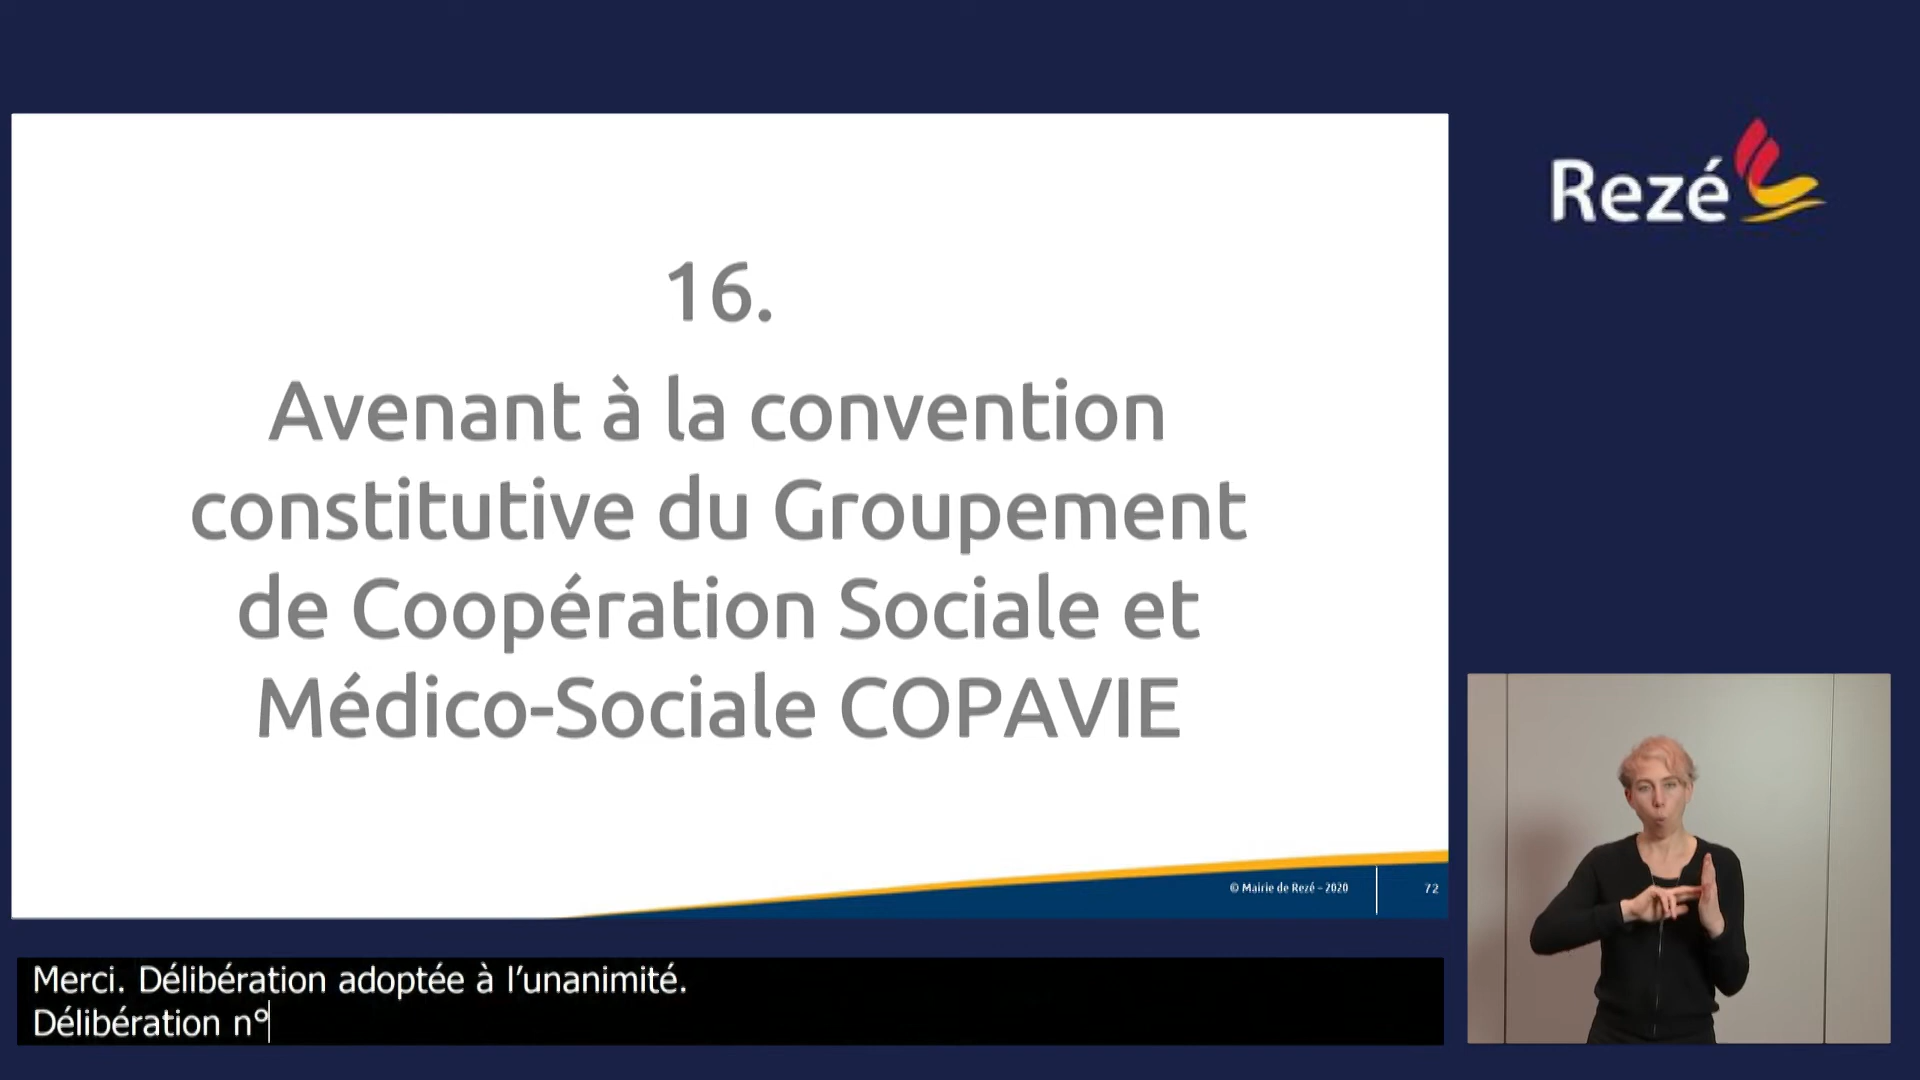 Rezé
16.
Avenant à la convention
constitutive du Groupement
de Coopération Sociale et
Médico-Sociale COPAVIE
© Mairie de Rezé – 2020
72
Merci. Délibération adoptée à l’unanimité.
Délibération n°